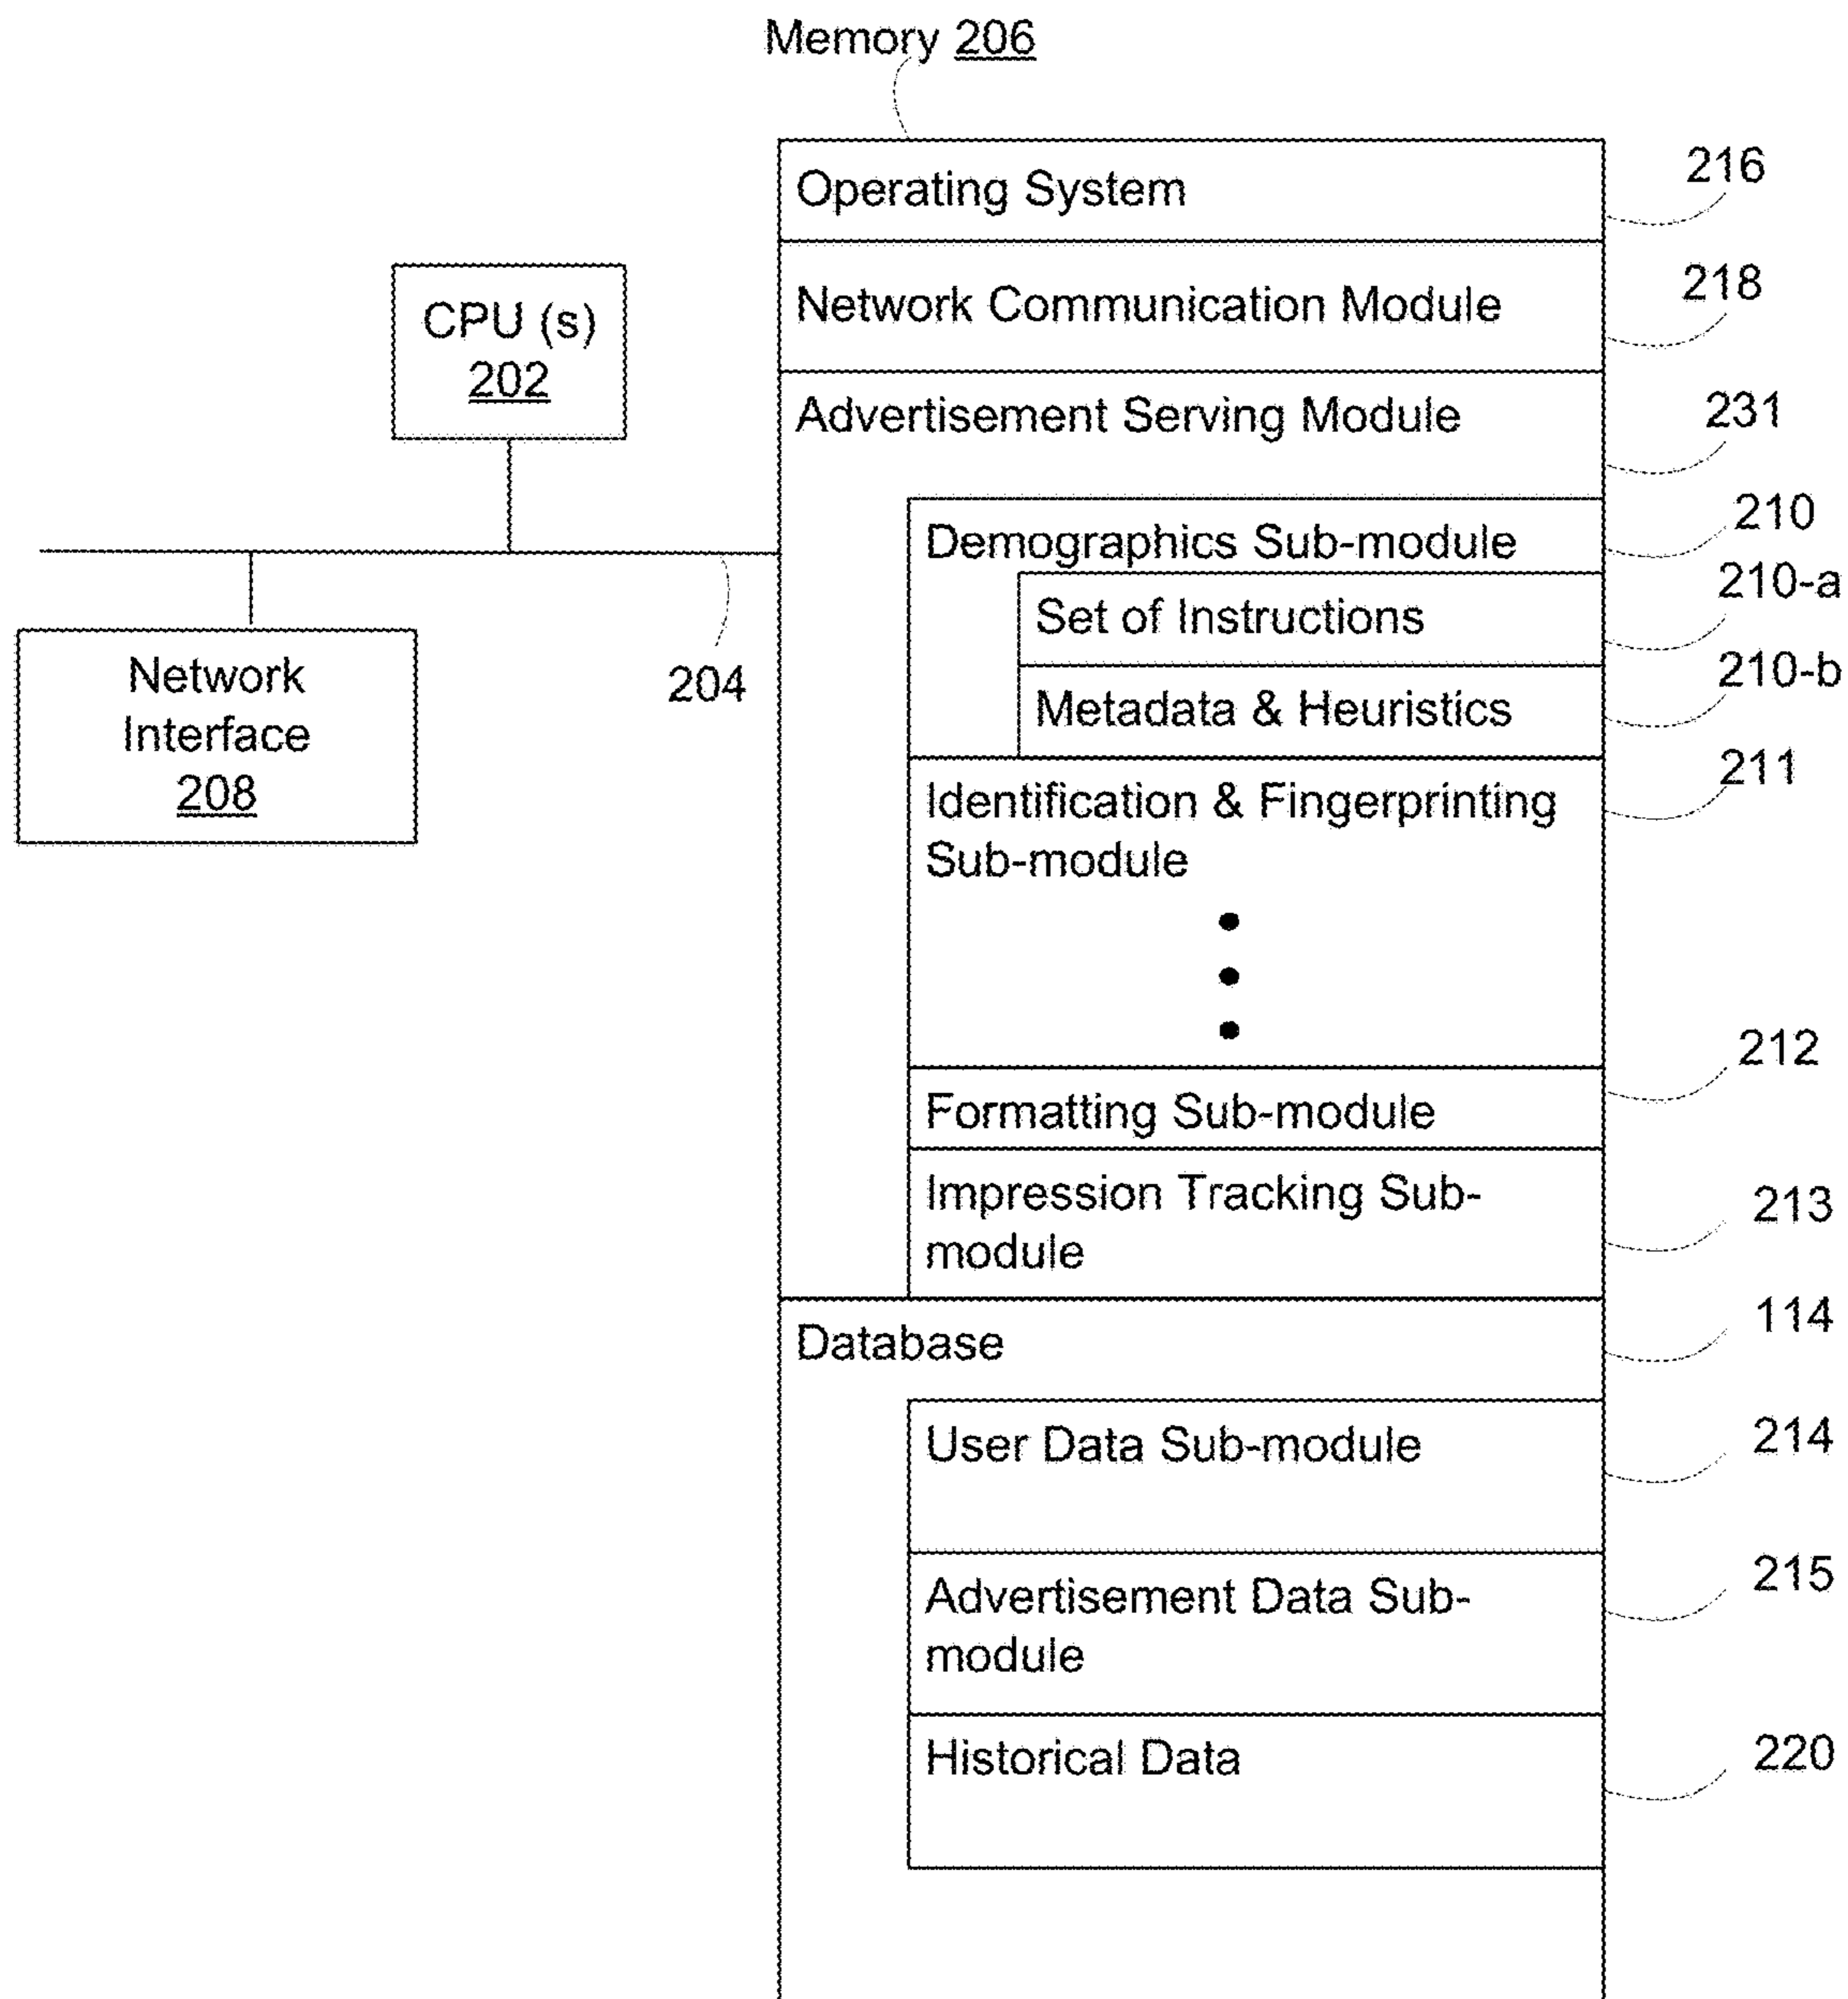 Memory 206
Operating System
216
Network Communication Module
218
CPU (s)
202
Advertisement Serving Module
231
Demographics Sub-module
210
Set of Instructions
210-a
Metadata & Heuristics
210-b
204
Network
Interface
208
Identification & Fingerprinting
Sub-module
211
Formatting Sub-module
212
Impression Tracking Sub-
module
213
Database
114
User Data Sub-module
214
Advertisement Data Sub-
module
215
Historical Data
220